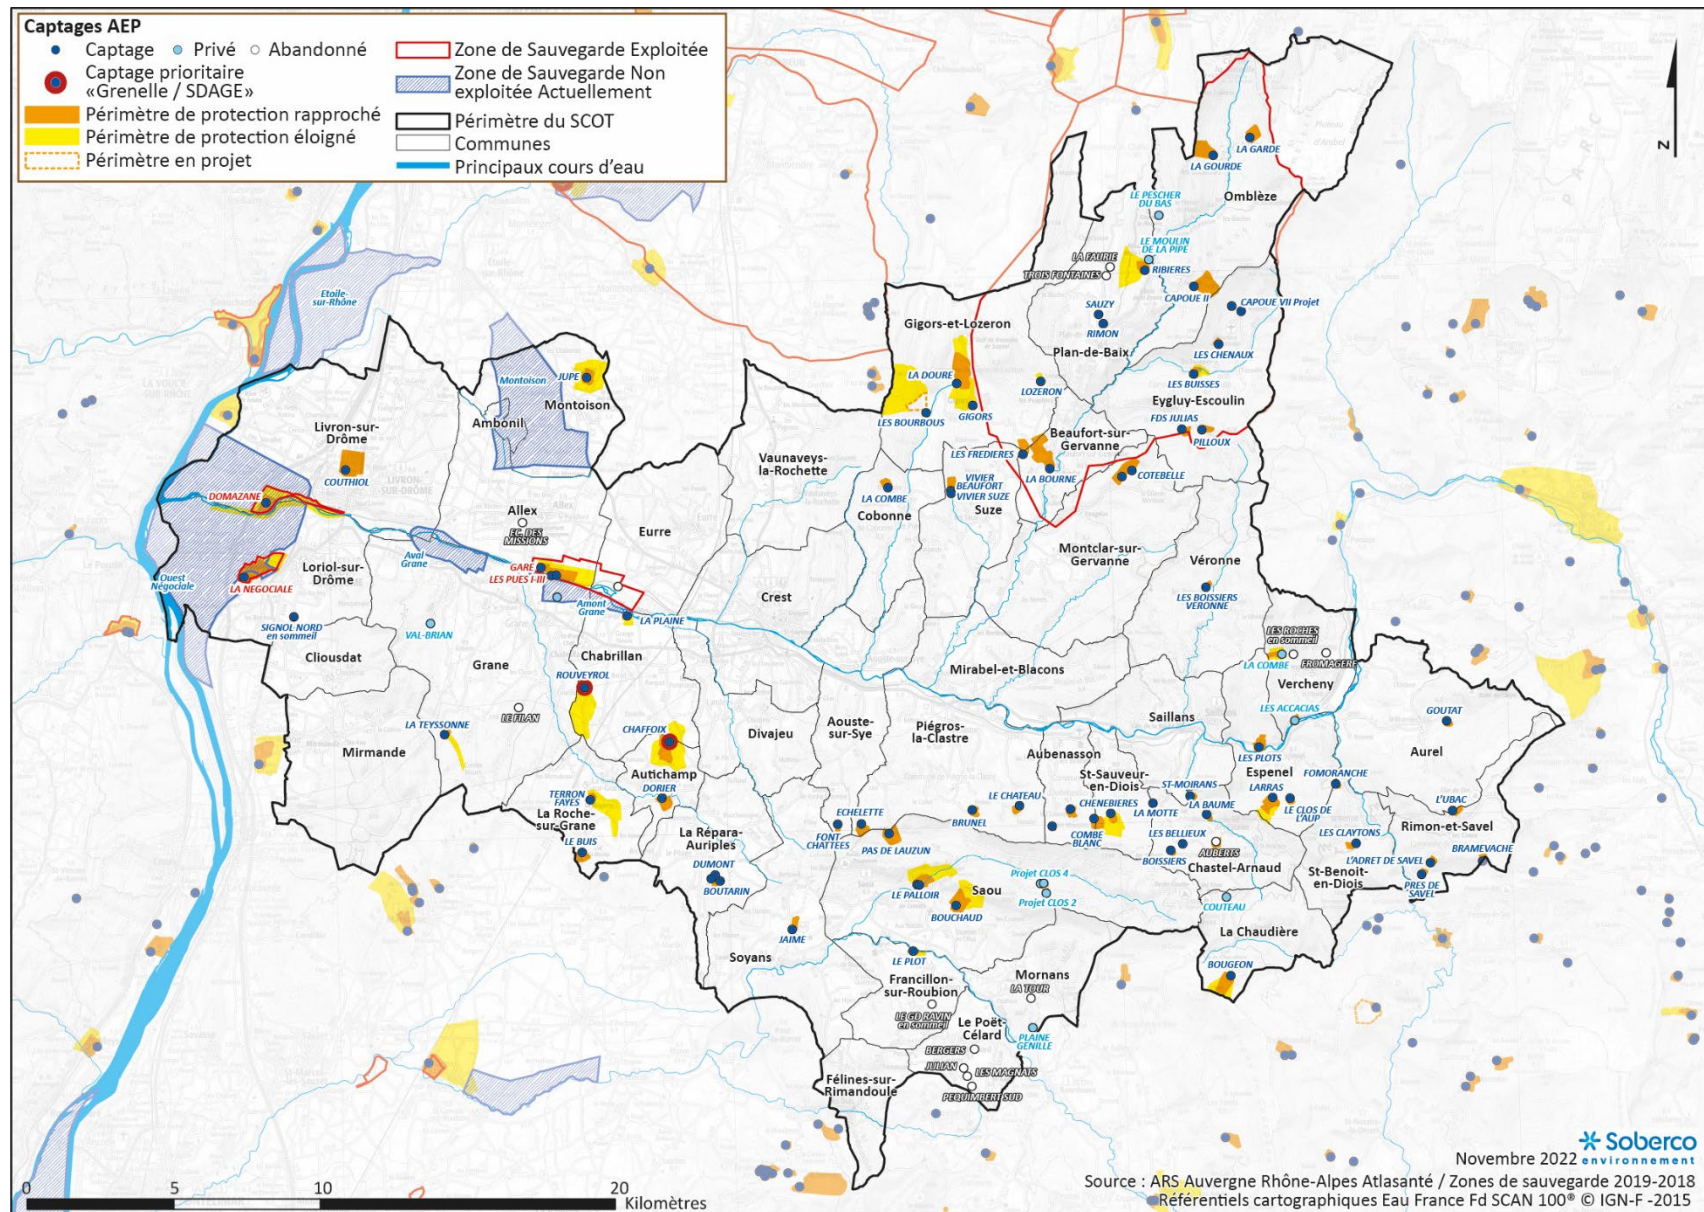 Captages AEP
Captage
Privé
Abandonné
Captage prioritaire
«Grenelle / SDAGE»
Périmètre de protection rapproché
Périmètre de protection éloigné
Périmètre en projet
Zone de Sauvegarde Exploitée
Zone de Sauvegarde Non
exploitée Actuellement
Périmètre du SCOT
Communes
Principaux cours d'eau
N
LA GARDE
LA GOURDE
Omblèze
LE PESCHER
DU BAS
LE MOULIN
DE LA PIPE
LA FAURIE
TROIS FONTAINES
RIBIERES
CAPOUE II
CAPOUE VII Projet
SAUZY
RIMON
Plan-de-Baix
LES CHENAUX
LES BUISSES
Eygluy-Escoulin
FDS JULIAS
PILLOUX
Etoile-
sur-Rhône
Gigors-et-Lozeron
LA DOURE
LOZERON
GIGORS
LES BOURBOUS
Beaufort-sur-
Gervanne
LES FREDIERES
LA BOURNE
COTEBELLE
Montoison
JUPE
Montoison
Ambonil
Livron-sur-
Drôme
COUTHIOL
DOMAZANE
Vaunaveys-
la-Rochette
LA COMBE
Cobonne
VIVIER
BEAUFORT
VIVIER SUZE
Suze
Allex
EC. DES
MISSIONS
Eurre
Montclar-sur-
Gervanne
Véronne
LES BOISSIERS
VERONNE
Aval
Grane
GARE
LES PUES I-III
Amont
Grane
LA PLAINE
Crest
Ouest
Négociale
LA NEGOCIALE
Loriol-sur-
Drôme
SIGNOL NORD
en sommeil
VAL-BRIAN
Cliousdat
Grane
Chabrillan
ROUVEYROL
Mirabel-et-Blacons
LES ROCHES
en sommeil
LA COMBE
FROMAGERE
Vercheny
LES ACCACIAS
Saillans
GOUTAT
Aurel
LE FILAN
LA TEYSSONNE
Mirmande
CHAFFOIX
Divajeu
Aouste-
sur-Sye
Piégros-
la-Clastre
Aubenasson
St-Sauveur-
en-Diois
LES PLOTS
Espenel
FOMORANCHE
Autichamp
DORIER
TERRON
FAYES
La Roche-
sur-Grane
LE BUIS
LE CHATEAU
CHENEBIERES
ST-MOIRANS
LA MOTTE
LA BAUME
LARRAS
LE CLOS DE
L'AUP
L'UBAC
Rimon-et-Savel
ECHELETTE
FONT
CHATTEES
PAS DE LAUZUN
BRUNEL
COMBE
BLANC
LES BELLIEUX
BOISSIERS
AUBERTS
Chastel-Arnaud
LES CLAYTONS
L'ADRET DE SAVEL
BRAMEVACHE
PRES DE
SAVEL
St-Benoit-
en-Diois
La Répara-
Auriples
DUMONT
BOUTARIN
LE PALLOIR
Saou
BOUCHAUD
Projet CLOS 4
Projet CLOS 2
COUTEAU
La Chaudière
BOUGEON
JAIME
Soyans
LE PLOT
Francillon-
sur-Roubion
LE GD RAVIN
en sommeil
Mornans
LA TOUR
PLAINE
GENILLE
Le Poët-
Célard
BERGERS
JULIAN
LES MAGNATS
PEQUIMBERT SUD
Félines-sur-
Rimandoule
0 5 10 20
Kilomètres
Soberco
environnement
Novembre 2022
Source : ARS Auvergne Rhône-Alpes Atlasanté / Zones de sauvegarde 2019-2018
Référentiels cartographiques Eau France Fd SCAN 100® © IGN-F -2015